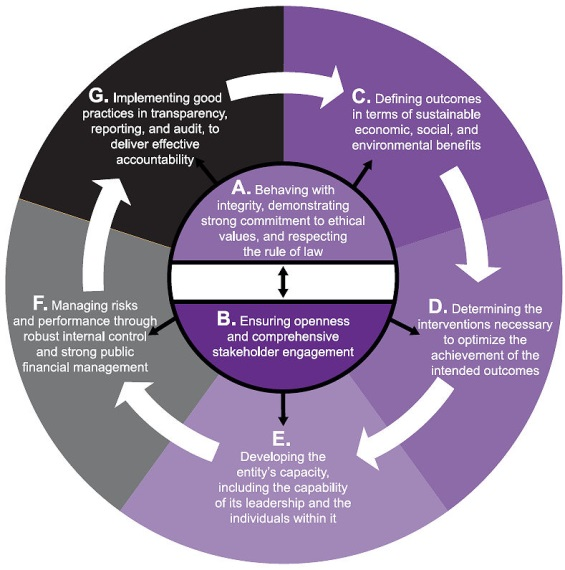 A. Behaving with
integrity, demonstrating
strong commitment to ethical
values, and respecting
the rule of law
B. Ensuring openness
and comprehensive
stakeholder engagement
C. Defining outcomes
in terms of sustainable
economic, social, and
environmental benefits
D. Determining the
interventions necessary
to optimize the
achievement of the
intended outcomes
E.
Developing the
entity's capacity,
including the capability
of its leadership and the
individuals within it
F. Managing risks
and performance through
robust internal control
and strong public
financial management
G. Implementing good
practices in transparency,
reporting, and audit, to
deliver effective
accountability